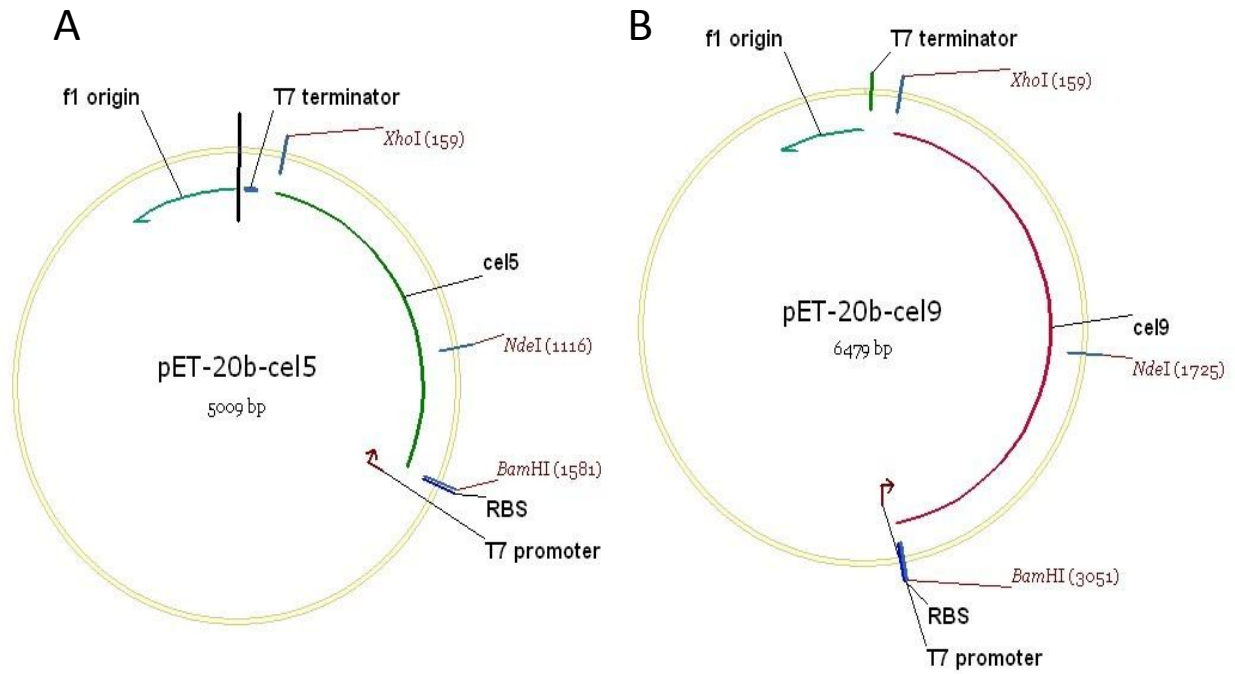 A
f1 origin
T7 terminator
XhoI (159)
cel5
NdeI (1116)
pET-20b-cel5
5009 bp
BamHI (1581)
RBS
T7 promoter
B
f1 origin
T7 terminator
XhoI (159)
pET-20b-cel9
6479 bp
cel9
NdeI (1725)
BamHI (3051)
RBS
T7 promoter